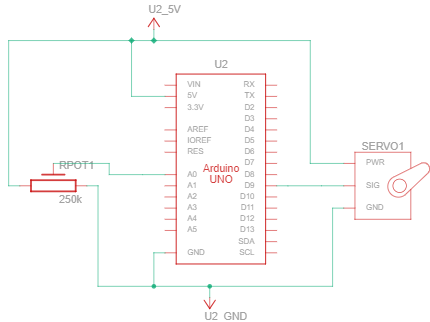 U2_5V
U2
VIN RX
5V TX
3.3V D2
D3
AREF D4
IOREF D5
RES D6
D7
A0 D8
A1 D9
A2 D10
A3 D11
A4 D12
A5 D13
SDA
GND SCL
Arduino
UNO
RPOT1
250k
SERVO1
PWR
SIG
GND
U2_GND